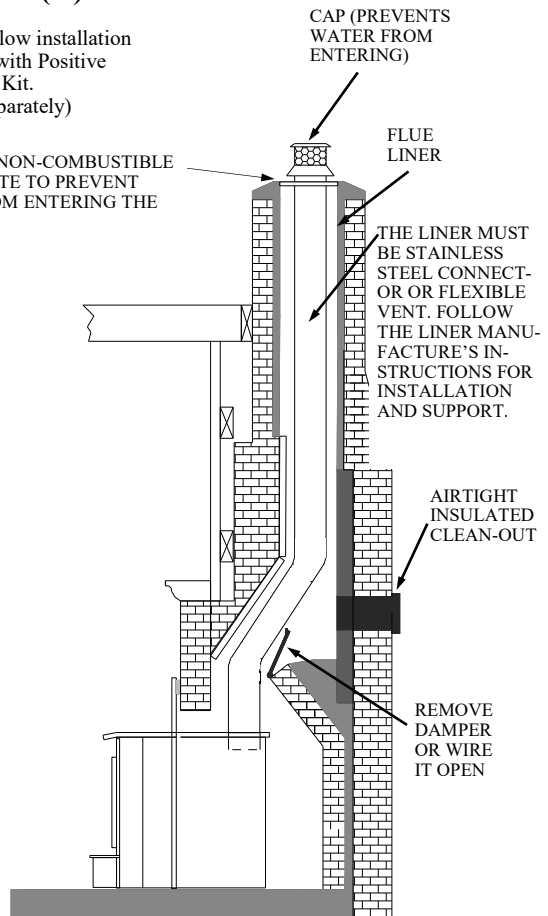 CAP (PREVENTS
WATER FROM
ENTERING)
low installation
with Positive
Kit.
parately)
FLUE
LINER
NON-COMBUSTIBLE
TE TO PREVENT
OM ENTERING THE
THE LINER MUST
BE STAINLESS
STEEL CONNECT-
OR OR FLEXIBLE
VENT. FOLLOW
THE LINER MANU-
FACTURE'S IN-
STRUCTIONS FOR
INSTALLATION
AND SUPPORT.
AIRTIGHT
INSULATED
CLEAN-OUT
REMOVE
DAMPER
OR WIRE
IT OPEN